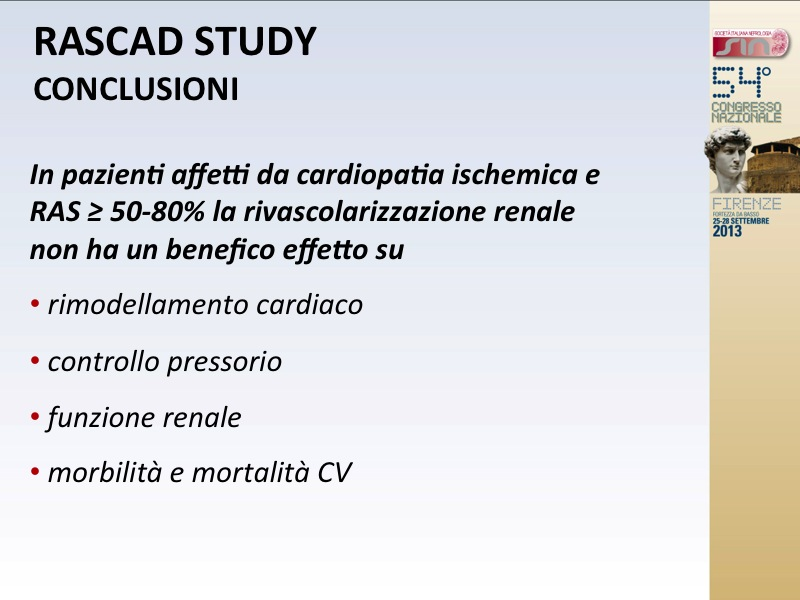 RASCAD STUDY
CONCLUSIONI
In pazienti affetti da cardiopatia ischemica e
RAS ≥ 50-80% la rivascolarizzazione renale
non ha un benefico effetto su
• rimodellamento cardiaco
• controllo pressorio
• funzione renale
• morbilità e mortalità CV
SOCIETÀ ITALIANA NEFROLOGIA
SIN
54°
CONGRESSO
NAZIONALE
FIRENZE
FORTEZZA DA BASSO
25-28 SETTEMBRE
2013